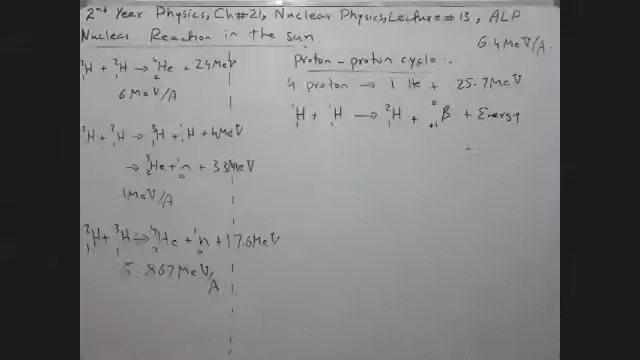 2nd Year Physics, Ch#21, Nuclear Physics, Lecture#13, ALP
Nuclear Reaction in the sun.
6.4MeV/A.
²₁H + ²₁H → ⁴₂He + 24MeV
6MeV/A
²₁H + ²₁H → ³₁H + ¹₁H + 4MeV
→ ³₂He + ¹₀n + 3.3MeV
1MeV/A
²₁H + ³₁H → ⁴₂He + ¹₀n + 17.6MeV
5.867MeV/A
Proton-proton cycle:-
4 proton → 1 He + 25.7MeV
¹₁H + ¹₁H → ²₁H + ⁰₊₁β + Energy